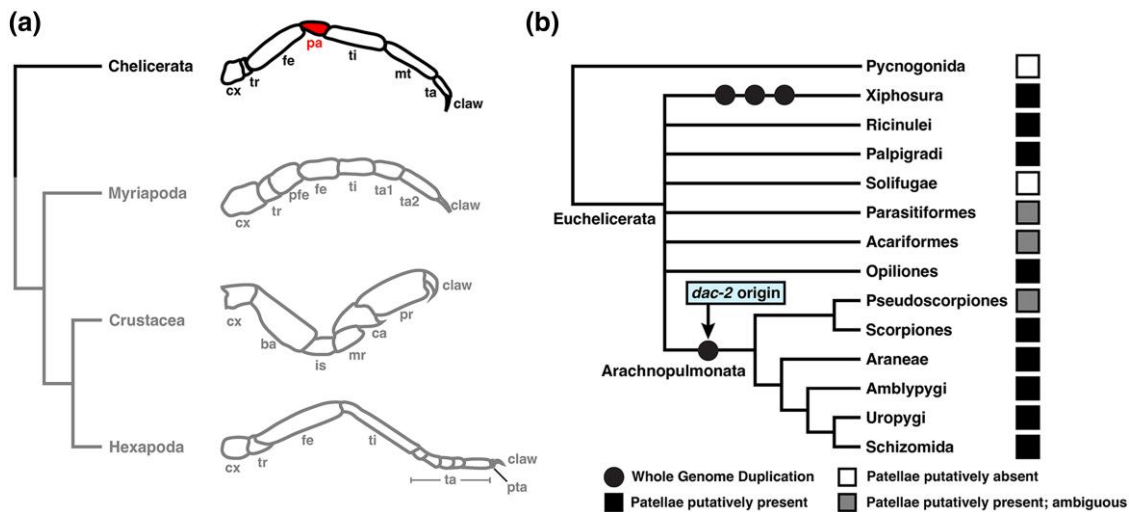 (a)
Chelicerata
cx
tr
fe
pa
ti
mt
ta
claw
Myriapoda
cx
tr
pfe
fe
ti
ta1
ta2
claw
Crustacea
cx
ba
is
mr
ca
pr
claw
Hexapoda
cx
tr
fe
ti
ta
claw
pta
(b)
Pycnogonida
Xiphosura
Ricinulei
Palpigradi
Solifugae
Euchelicerata
Parasitiformes
Acariformes
Opiliones
dac-2 origin
Pseudoscorpiones
Scorpiones
Arachnopulmonata
Araneae
Amblypygi
Uropygi
Schizomida
Whole Genome Duplication
Patellae putatively absent
Patellae putatively present
Patellae putatively present; ambiguous